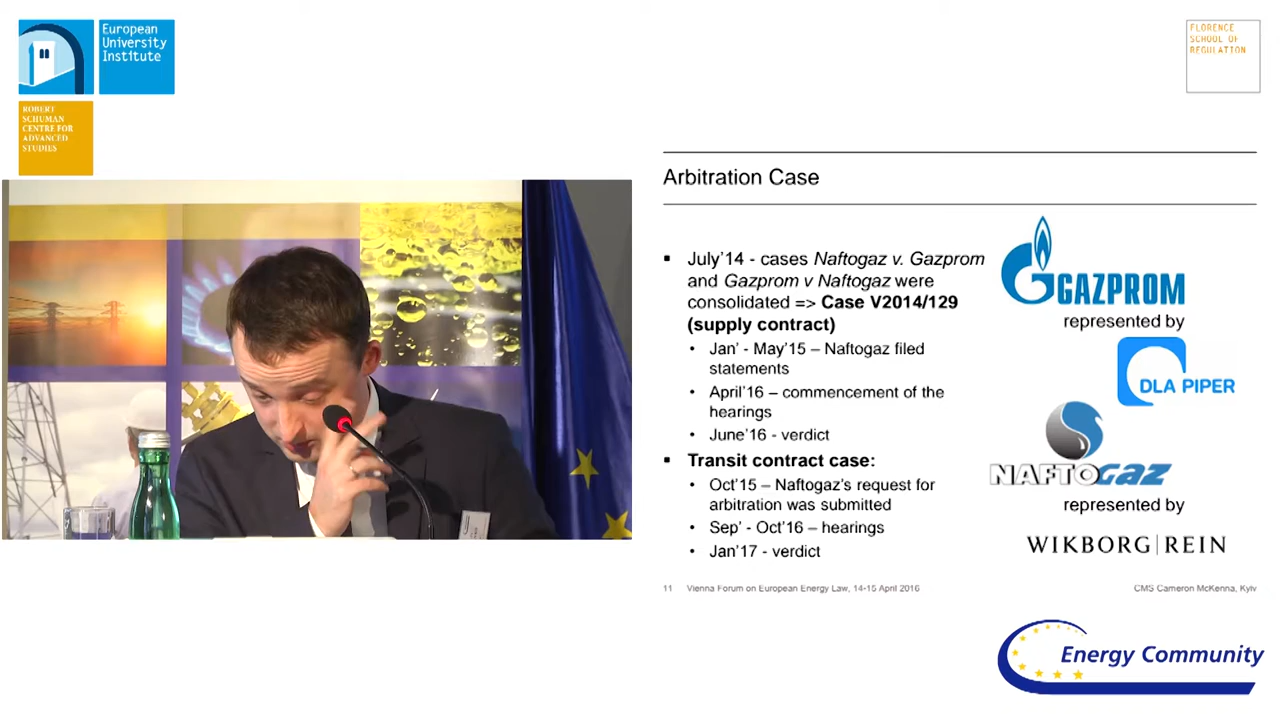 European
University
Institute
ROBERT
SCHUMAN
CENTRE FOR
ADVANCED
STUDIES
FLORENCE
SCHOOL OF
REGULATION
Arbitration Case
▪ July’14 - cases Naftogaz v. Gazprom
and Gazprom v Naftogaz were
consolidated => Case V2014/129
(supply contract)
• Jan’ - May’15 – Naftogaz filed
statements
• April’16 – commencement of the
hearings
• June’16 - verdict
▪ Transit contract case:
• Oct’15 – Naftogaz’s request for
arbitration was submitted
• Sep’ - Oct’16 – hearings
• Jan’17 - verdict
GAZPROM
represented by
DLA PIPER
NAFTOGAZ
represented by
WIKBORG|REIN
11 Vienna Forum on European Energy Law, 14-15 April 2016
CMS Cameron McKenna, Kyiv
Energy Community